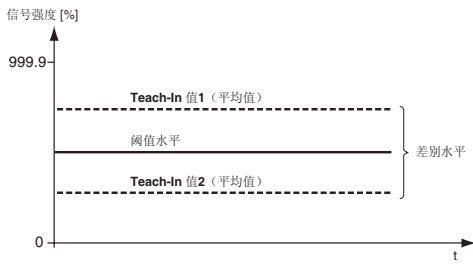 信号强度 [%]
999.9
Teach-In 值1（平均值）
阈值水平
差别水平
Teach-In 值2（平均值）
0
t